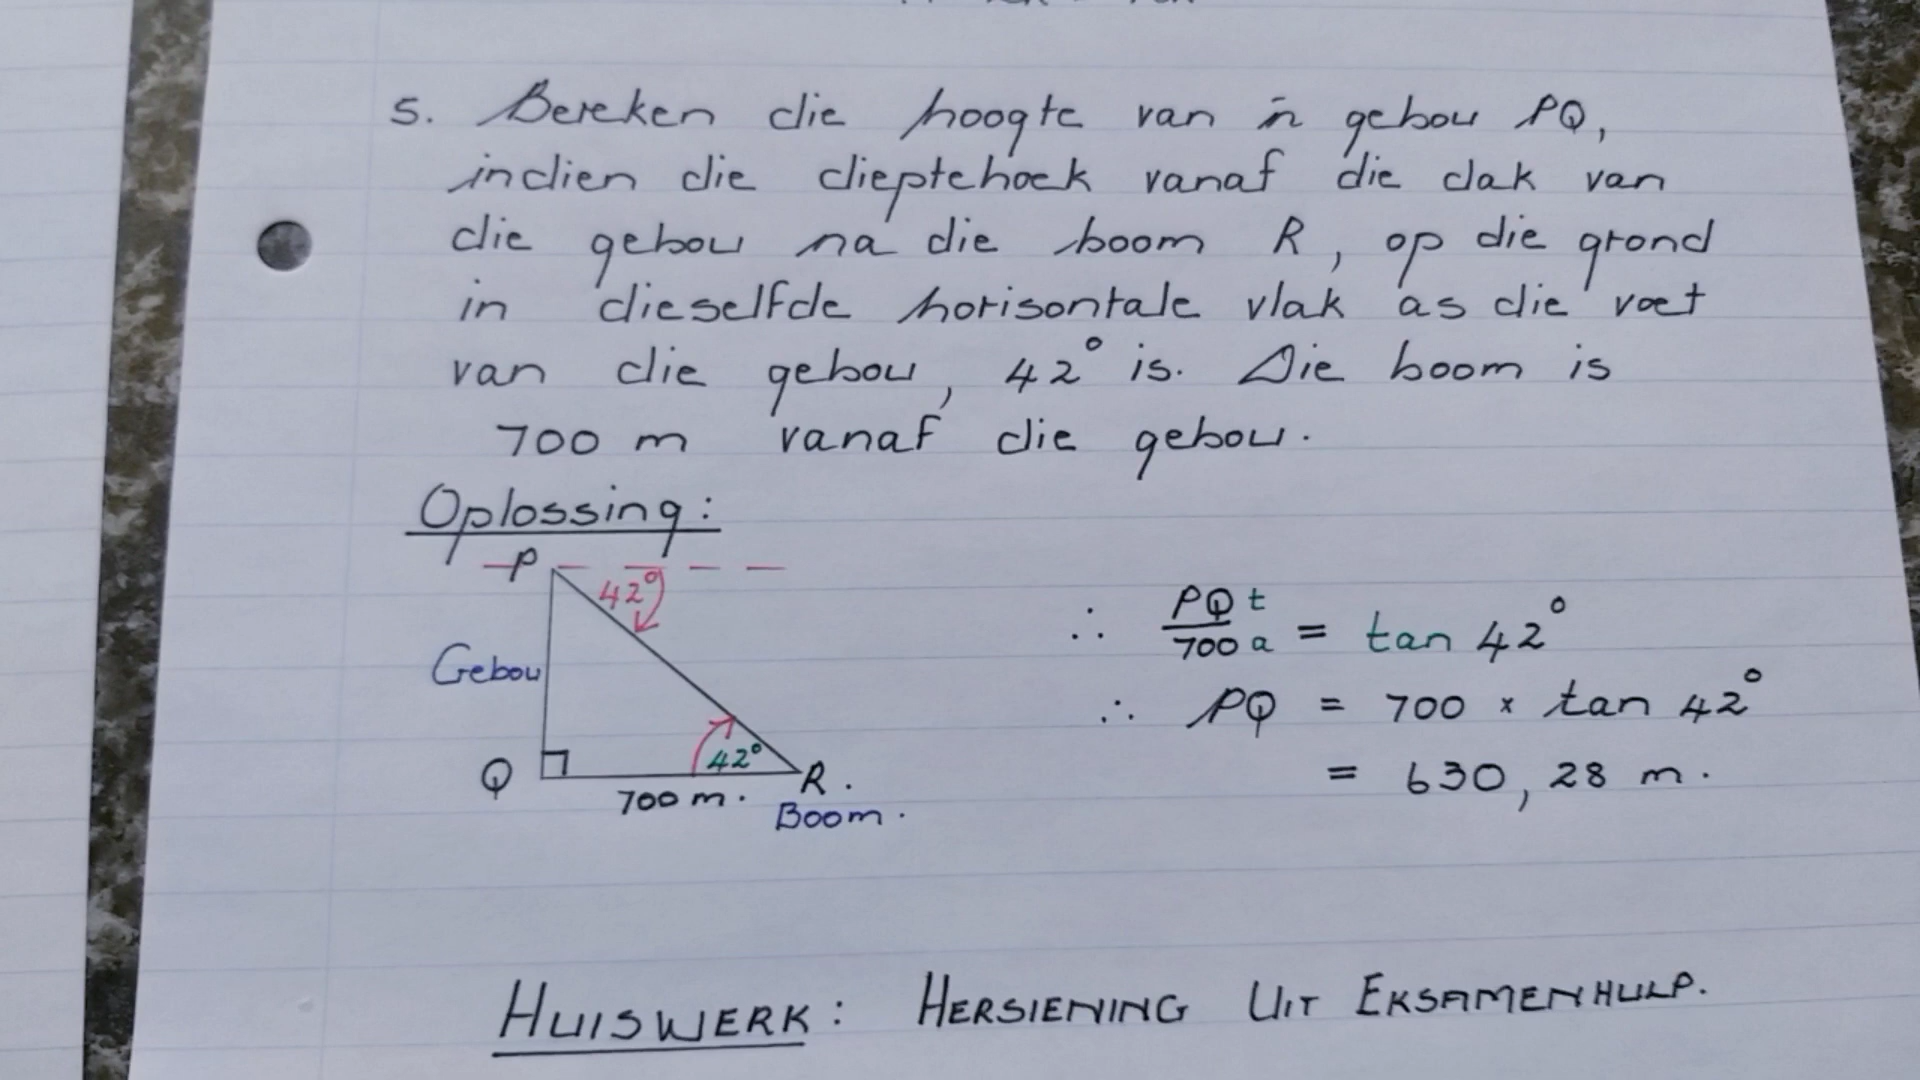 5. Bereken die hoogte van 'n gebou PQ,
indien die dieptehoek vanaf die dak van
die gebou na die boom R, op die grond
in dieselfde horisontale vlak as die voet
van die gebou, 42° is. Die boom is
700 m vanaf die gebou.
Oplossing:
P
42°
Gebou
Q
42°
R.
700 m.
Boom.
∴ PQ t / 700 a = tan 42°
∴ PQ = 700 × tan 42°
= 630,28 m.
HUISWERK: HERSIENING UIT EKSAMENHULP.